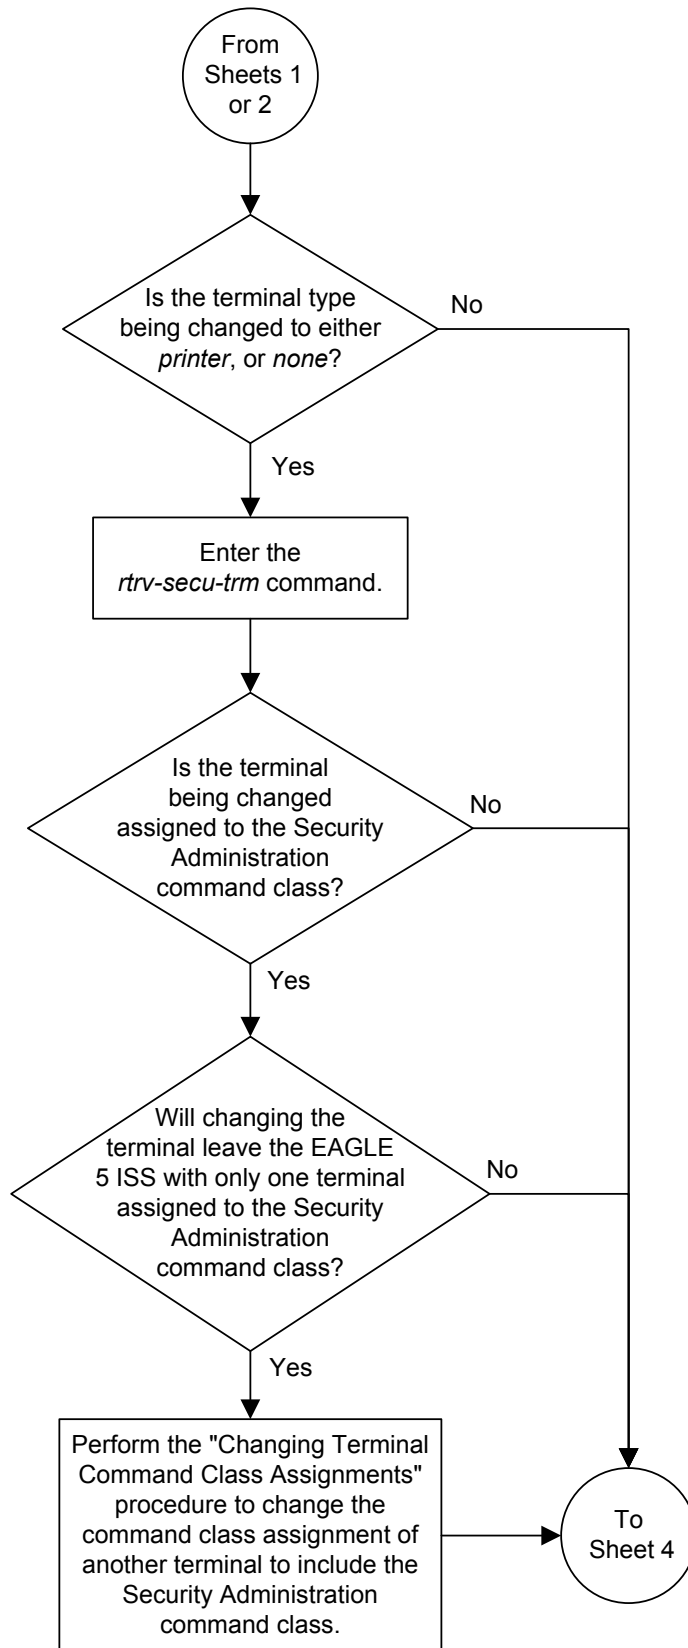 From
Sheets 1
or 2
Is the terminal type
being changed to either
printer, or none?
No
Yes
Enter the
rtrv-secu-trm command.
Is the terminal
being changed
assigned to the Security
Administration
command class?
No
Yes
Will changing the
terminal leave the EAGLE
5 ISS with only one terminal
assigned to the Security
Administration
command class?
No
Yes
Perform the "Changing Terminal
Command Class Assignments"
procedure to change the
command class assignment of
another terminal to include the
Security Administration
command class.
To
Sheet 4